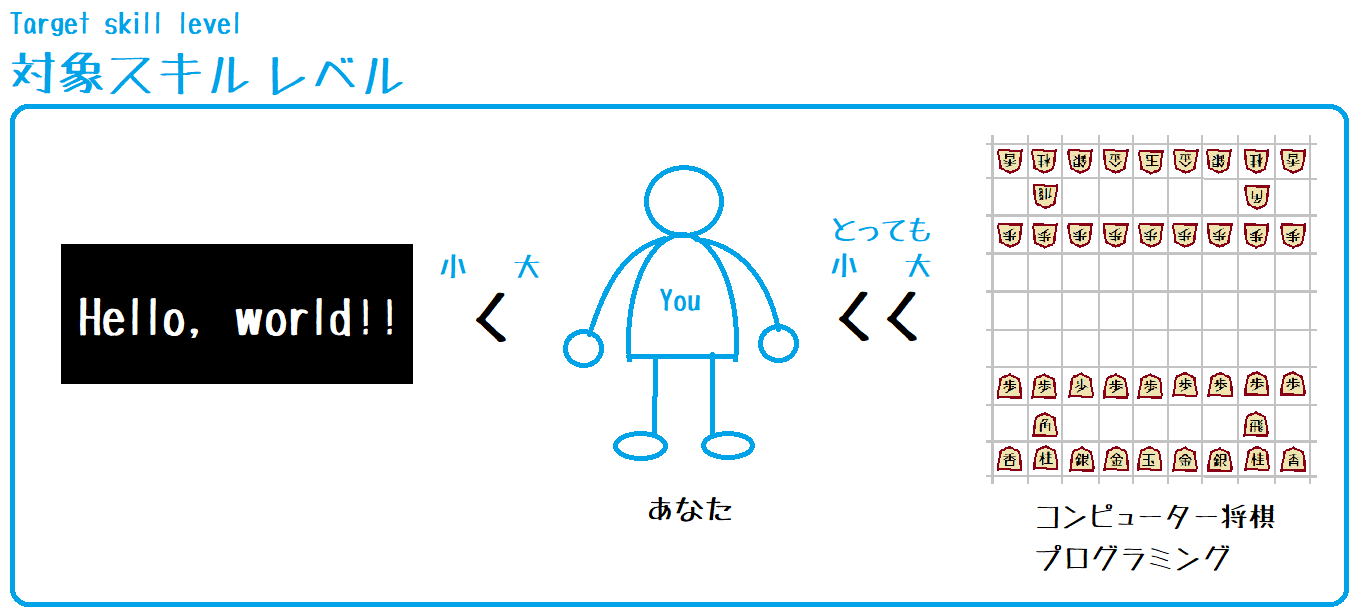 Target skill level
対象スキル レベル
Hello, world!!
小 大
く
You
あなた
とっても
小 大
くく
香 桂 銀 金 玉 金 銀 桂 香
飛 角
歩 歩 歩 歩 歩 歩 歩 歩 歩
歩 歩 歩 歩 歩 歩 歩 歩 歩
角 飛
香 桂 銀 金 玉 金 銀 桂 香
コンピューター将棋
プログラミング